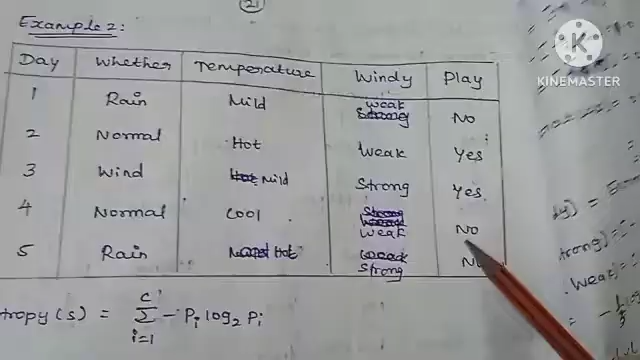 21
Example 2:
Day Whether Temperature Windy Play
1 Rain Mild weak No
2 Normal Hot Weak Yes
3 Wind Mild Strong Yes
4 Normal Cool weak No
5 Rain Hot Strong
tropy(s) = C Σ i=1 - Pi log2 Pi
KINEMASTER